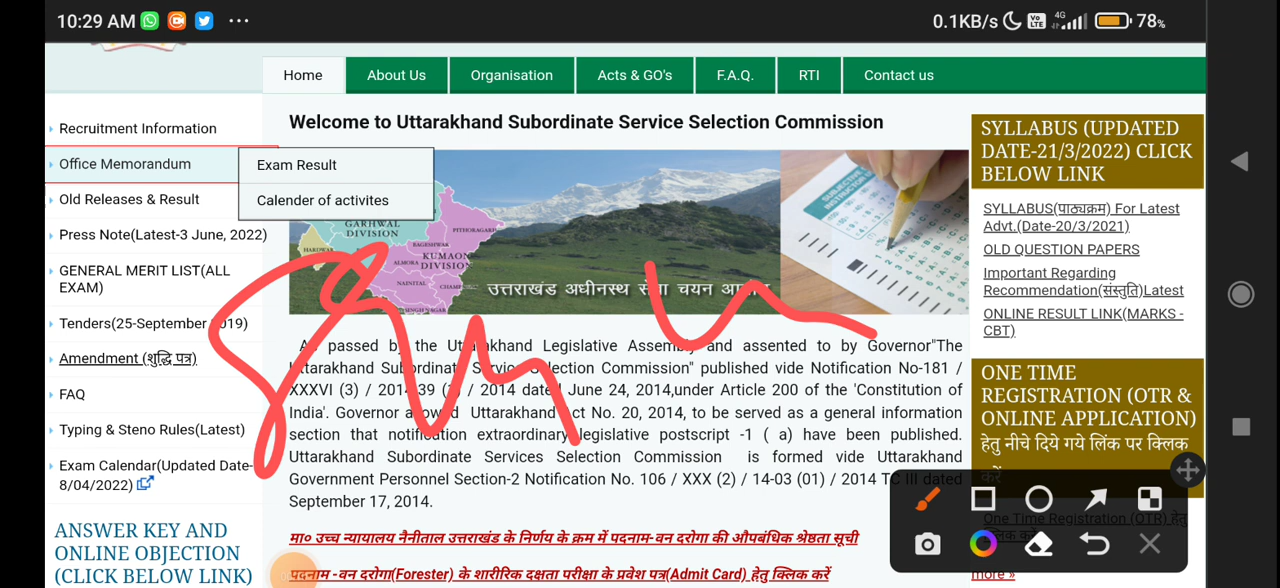 10:29 AM
0.1KB/s 4G 78%
Home About Us Organisation Acts & GO's F.A.Q. RTI Contact us
Recruitment Information
Office Memorandum
Exam Result
Calender of activites
Old Releases & Result
Press Note(Latest-3 June, 2022)
GENERAL MERIT LIST(ALL
EXAM)
Tenders(25-September 2019)
Amendment (शुद्धि पत्र)
FAQ
Typing & Steno Rules(Latest)
Exam Calendar(Updated Date-
8/04/2022)
ANSWER KEY AND
ONLINE OBJECTION
(CLICK BELOW LINK)
Welcome to Uttarakhand Subordinate Service Selection Commission
GARHWAL
DIVISION
HARDWAR
PITHORAGARH
BAGESHWAR
ALMORA
KUMAON
DIVISION
NAINITAL
उत्तराखंड अधीनस्थ सेवा चयन आयोग
As passed by the Uttarakhand Legislative Assembly and assented to by Governor"The
Uttarakhand Subordinate Service Selection Commission" published vide Notification No-181 /
XXXVI (3) / 2014 39 / 2014 dated June 24, 2014,under Article 200 of the 'Constitution of
India'. Governor allowed Uttarakhand Act No. 20, 2014, to be served as a general information
section that notification extraordinary legislative postscript -1 ( a) have been published.
Uttarakhand Subordinate Services Selection Commission is formed vide Uttarakhand
Government Personnel Section-2 Notification No. 106 / XXX (2) / 14-03 (01) / 2014 TC III dated
September 17, 2014.
मा० उच्च न्यायालय नैनीताल उत्तराखंड के निर्णय के क्रम में पदनाम-वन दरोगा की औपबंधिक श्रेष्ठता सूची
पदनाम -वन दरोगा(Forester) के शारीरिक दक्षता परीक्षा के प्रवेश पत्र(Admit Card) हेतु क्लिक करें
SYLLABUS (UPDATED
DATE-21/3/2022) CLICK
BELOW LINK
SYLLABUS(पाठ्यक्रम) For Latest
Advt.(Date-20/3/2021)
OLD QUESTION PAPERS
Important Regarding
Recommendation(संस्तुति)Latest
ONLINE RESULT LINK(MARKS -
CBT)
ONE TIME
REGISTRATION (OTR &
ONLINE APPLICATION)
हेतु नीचे दिये गये लिंक पर क्लिक
करें
One Time Registration (OTR) हेतु
क्लिक करें
more »